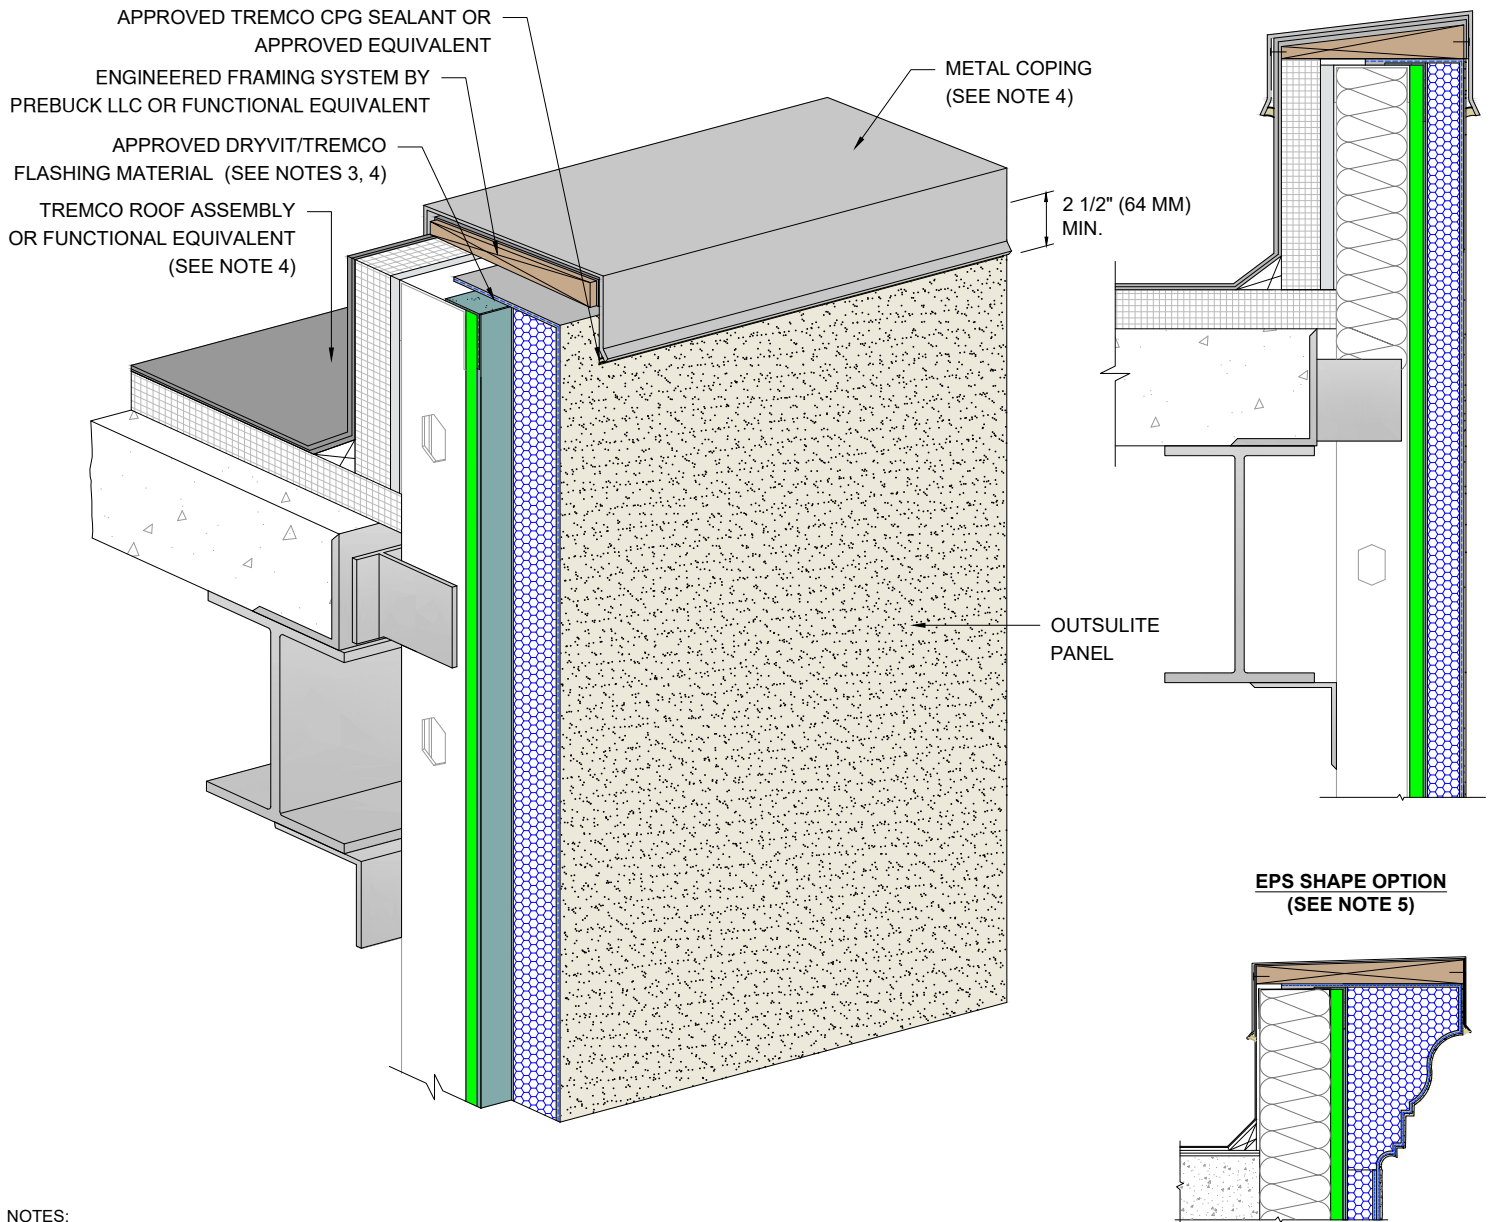 APPROVED TREMCO CPG SEALANT OR
APPROVED EQUIVALENT
ENGINEERED FRAMING SYSTEM BY
PREBUCK LLC OR FUNCTIONAL EQUIVALENT
APPROVED DRYVIT/TREMCO
FLASHING MATERIAL (SEE NOTES 3, 4)
TREMCO ROOF ASSEMBLY
OR FUNCTIONAL EQUIVALENT
(SEE NOTE 4)
METAL COPING
(SEE NOTE 4)
2 1/2" (64 MM)
MIN.
OUTSULITE
PANEL
EPS SHAPE OPTION
(SEE NOTE 5)
NOTES: